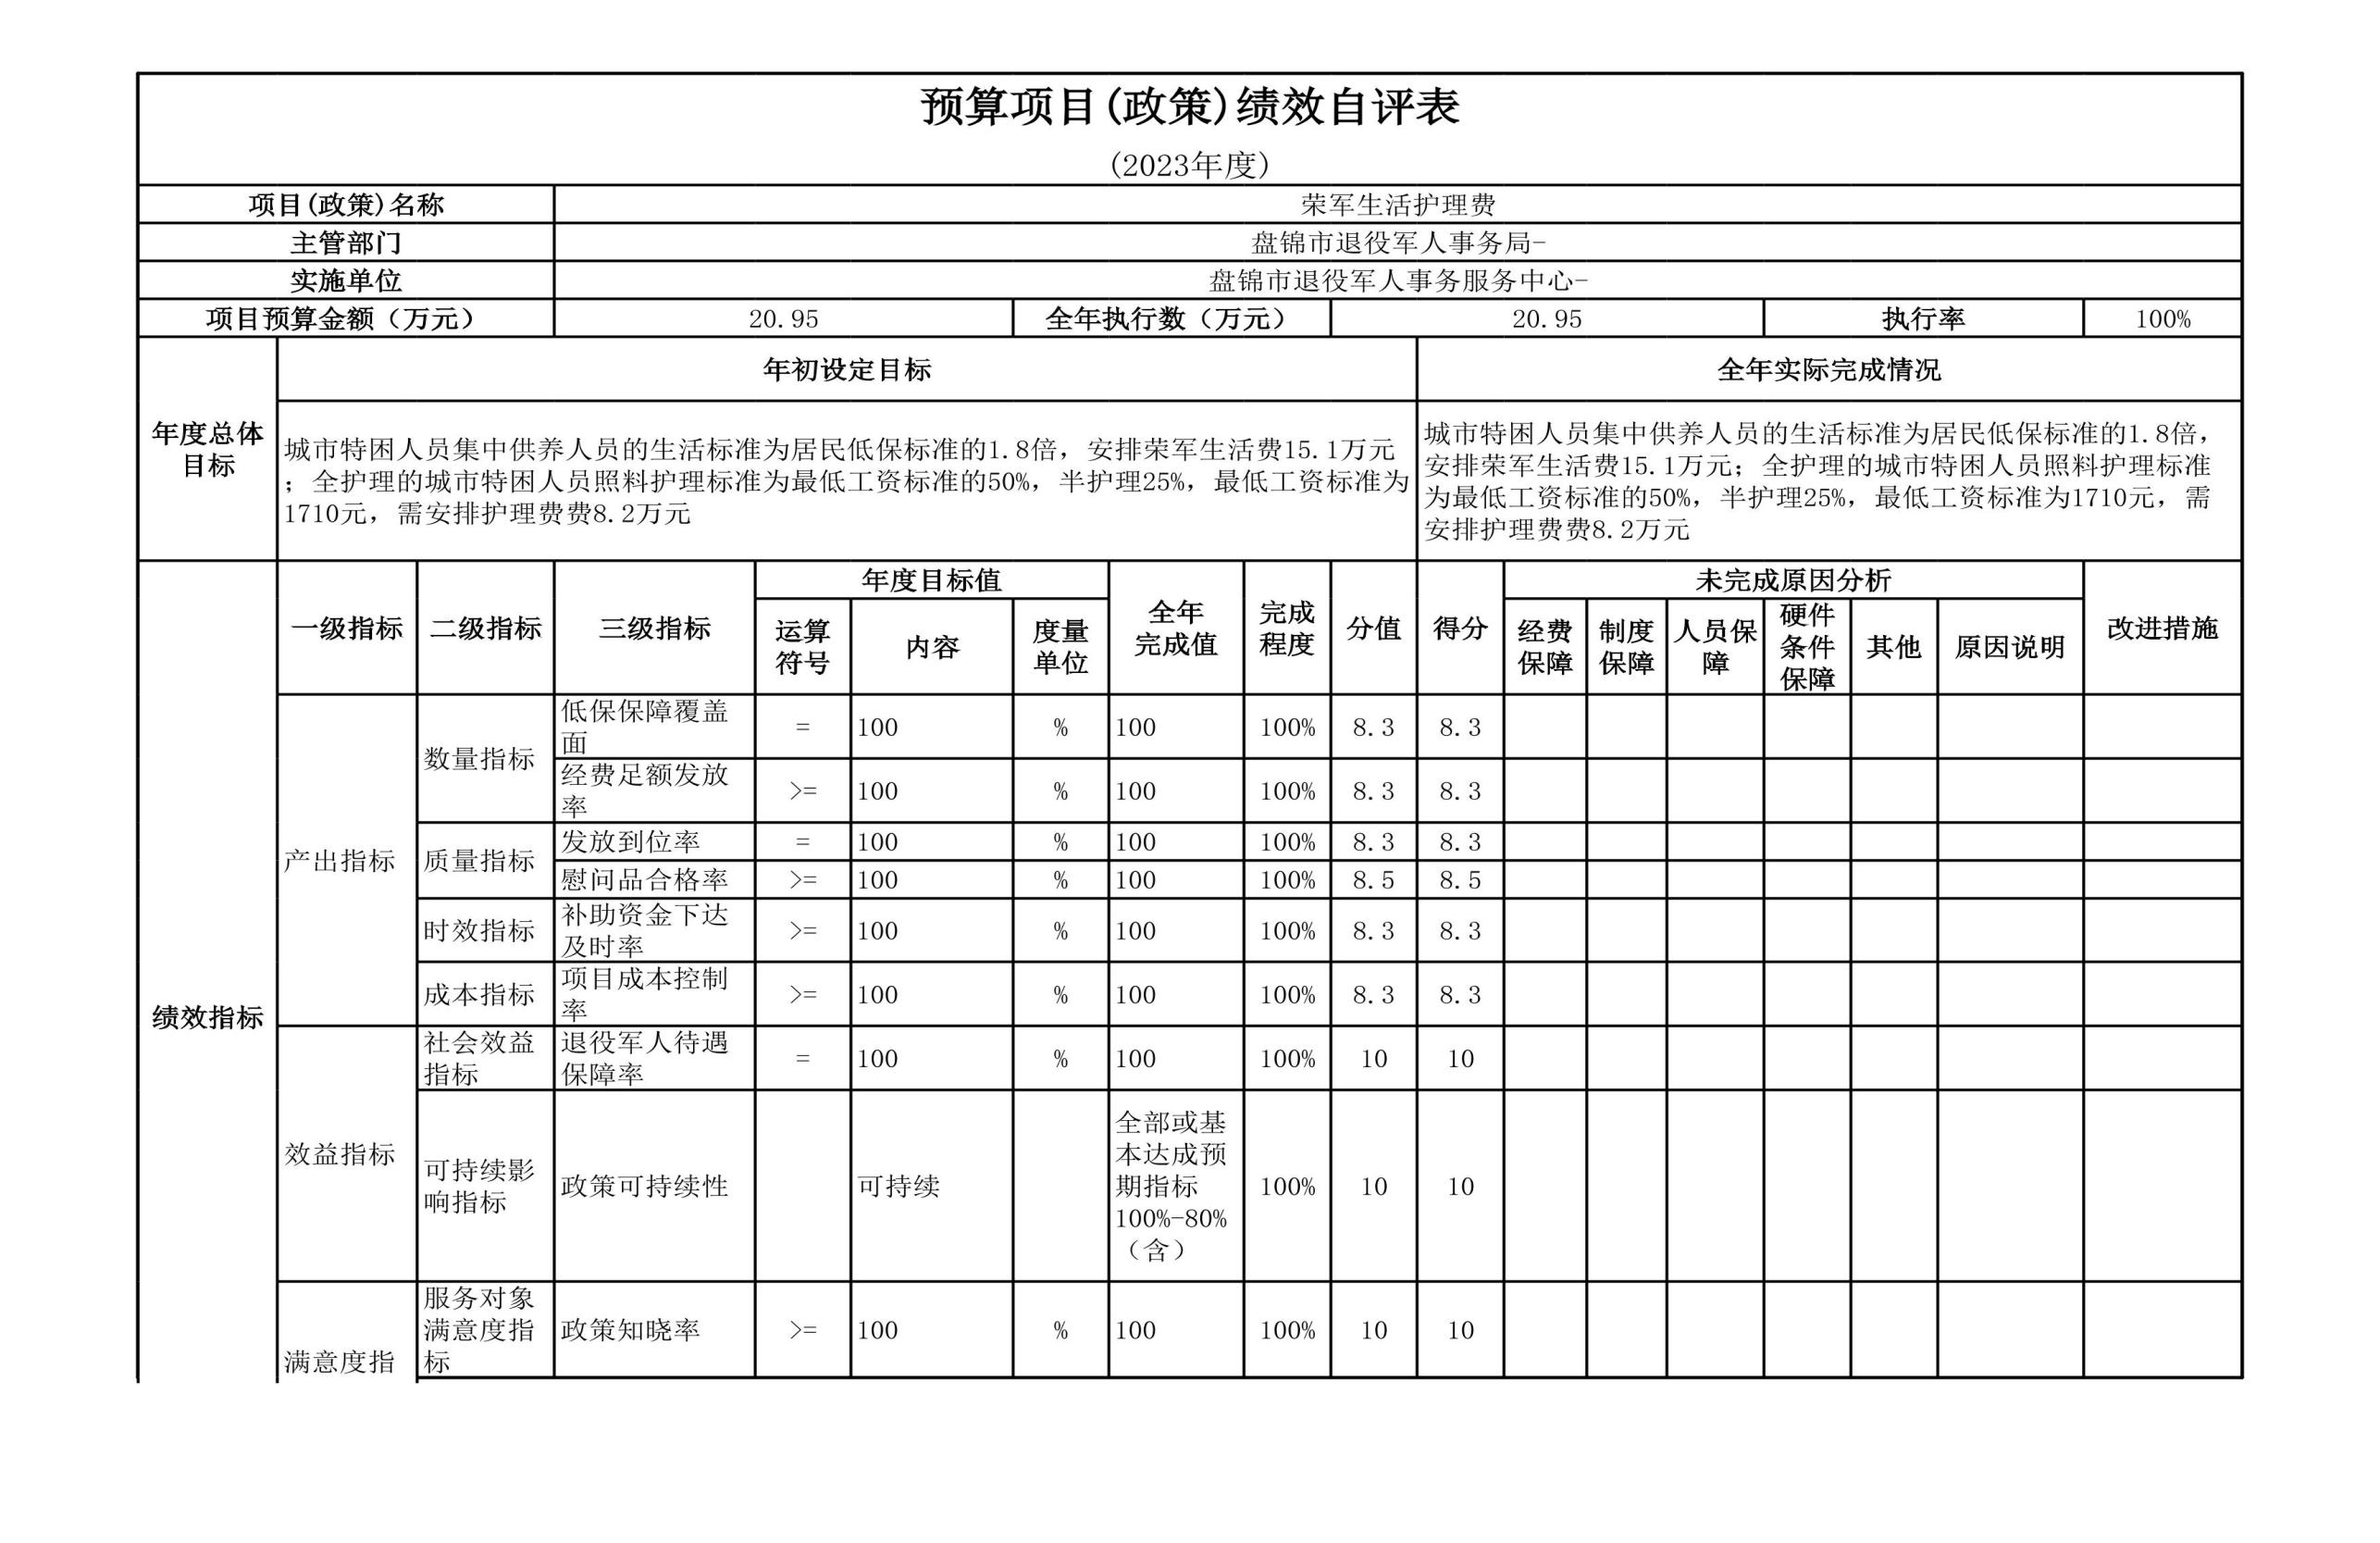 预算项目(政策)绩效自评表
(2023年度)
项目(政策)名称 荣军生活护理费
主管部门 盘锦市退役军人事务局-
实施单位 盘锦市退役军人事务服务中心-
项目预算金额（万元） 20.95 全年执行数（万元） 20.95 执行率 100%
年度总体
目标
年初设定目标 全年实际完成情况
城市特困人员集中供养人员的生活标准为居民低保标准的1.8倍，安排荣军生活费15.1万元
；全护理的城市特困人员照料护理标准为最低工资标准的50%，半护理25%，最低工资标准为
1710元，需安排护理费费8.2万元
城市特困人员集中供养人员的生活标准为居民低保标准的1.8倍，
安排荣军生活费15.1万元；全护理的城市特困人员照料护理标准
为最低工资标准的50%，半护理25%，最低工资标准为1710元，需
安排护理费费8.2万元
绩效指标
一级指标 二级指标 三级指标
年度目标值
运算
符号
内容
度量
单位
全年
完成值
完成
程度
分值 得分
未完成原因分析
经费
保障
制度
保障
人员保
障
硬件
条件
保障
其他 原因说明
改进措施
产出指标
数量指标
低保保障覆盖
面
= 100 % 100 100% 8.3 8.3
经费足额发放
率
>= 100 % 100 100% 8.3 8.3
质量指标
发放到位率 = 100 % 100 100% 8.3 8.3
慰问品合格率 >= 100 % 100 100% 8.5 8.5
时效指标
补助资金下达
及时率
>= 100 % 100 100% 8.3 8.3
成本指标
项目成本控制
率
>= 100 % 100 100% 8.3 8.3
效益指标
社会效益
指标
退役军人待遇
保障率
= 100 % 100 100% 10 10
可持续影
响指标
政策可持续性 可持续
全部或基
本达成预
期指标
100%-80%
（含）
100% 10 10
满意度指
服务对象
满意度指
标
政策知晓率 >= 100 % 100 100% 10 10